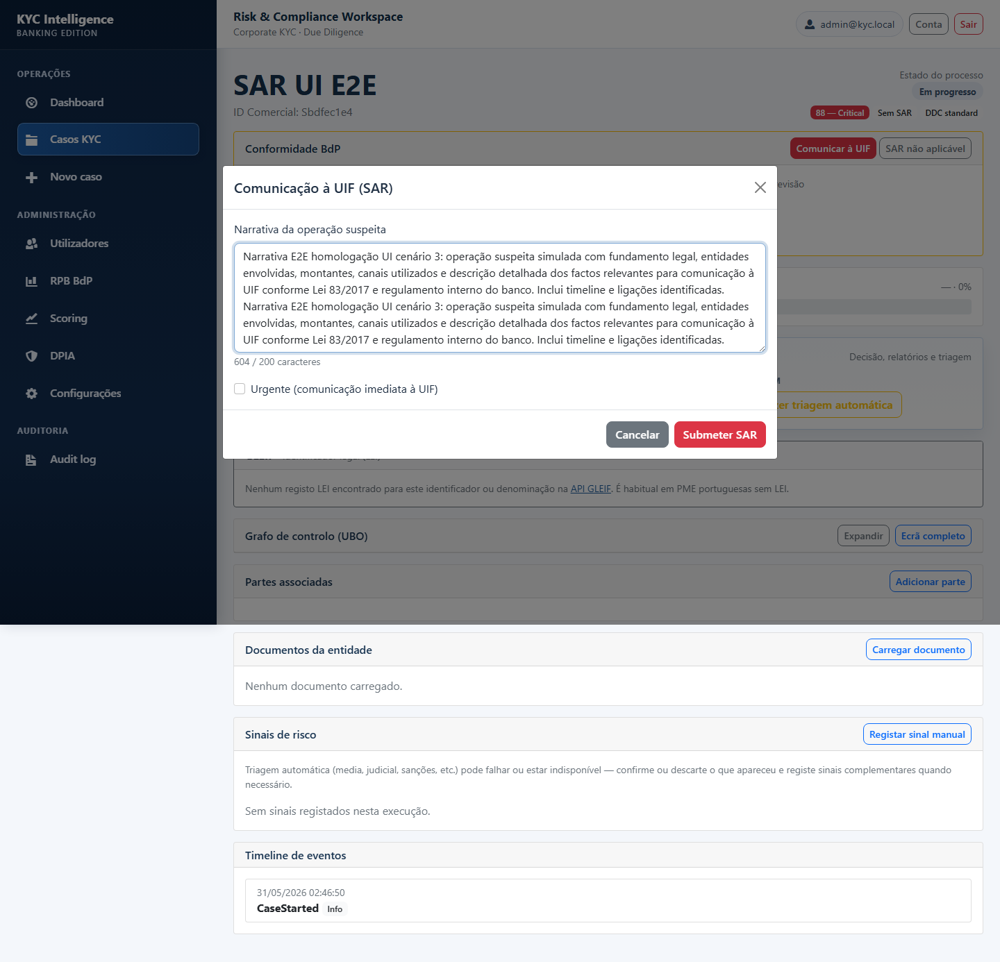 KYC Intelligence
BANKING EDITION
OPERAÇÕES
Dashboard
Casos KYC
Novo caso
ADMINISTRAÇÃO
Utilizadores
RPB BdP
Scoring
DPIA
Configurações
AUDITORIA
Audit log
Risk & Compliance Workspace
Corporate KYC · Due Diligence
admin@kyc.local
Conta
Sair
SAR UI E2E
ID Comercial: Sbdfec1e4
Estado do processo
Em progresso
88 — Critical
Sem SAR
DDC standard
Conformidade BdP
Comunicar à UIF
SAR não aplicável
Comunicação à UIF (SAR)
Narrativa da operação suspeita
Narrativa E2E homologação UI cenário 3: operação suspeita simulada com fundamento legal, entidades
envolvidas, montantes, canais utilizados e descrição detalhada dos factos relevantes para comunicação à
UIF conforme Lei 83/2017 e regulamento interno do banco. Inclui timeline e ligações identificadas.
Narrativa E2E homologação UI cenário 3: operação suspeita simulada com fundamento legal, entidades
envolvidas, montantes, canais utilizados e descrição detalhada dos factos relevantes para comunicação à
UIF conforme Lei 83/2017 e regulamento interno do banco. Inclui timeline e ligações identificadas.
604 / 200 caracteres
Urgente (comunicação imediata à UIF)
Cancelar
Submeter SAR
— · 0%
Decisão, relatórios e triagem
triagem automática
Nenhum registo LEI encontrado para este identificador ou denominação na API GLEIF. É habitual em PME portuguesas sem LEI.
Grafo de controlo (UBO)
Expandir
Ecrã completo
Partes associadas
Adicionar parte
Documentos da entidade
Carregar documento
Nenhum documento carregado.
Sinais de risco
Registar sinal manual
Triagem automática (media, judicial, sanções, etc.) pode falhar ou estar indisponível — confirme ou descarte o que apareceu e registe sinais complementares quando
necessário.
Sem sinais registados nesta execução.
Timeline de eventos
31/05/2026 02:46:50
CaseStarted Info